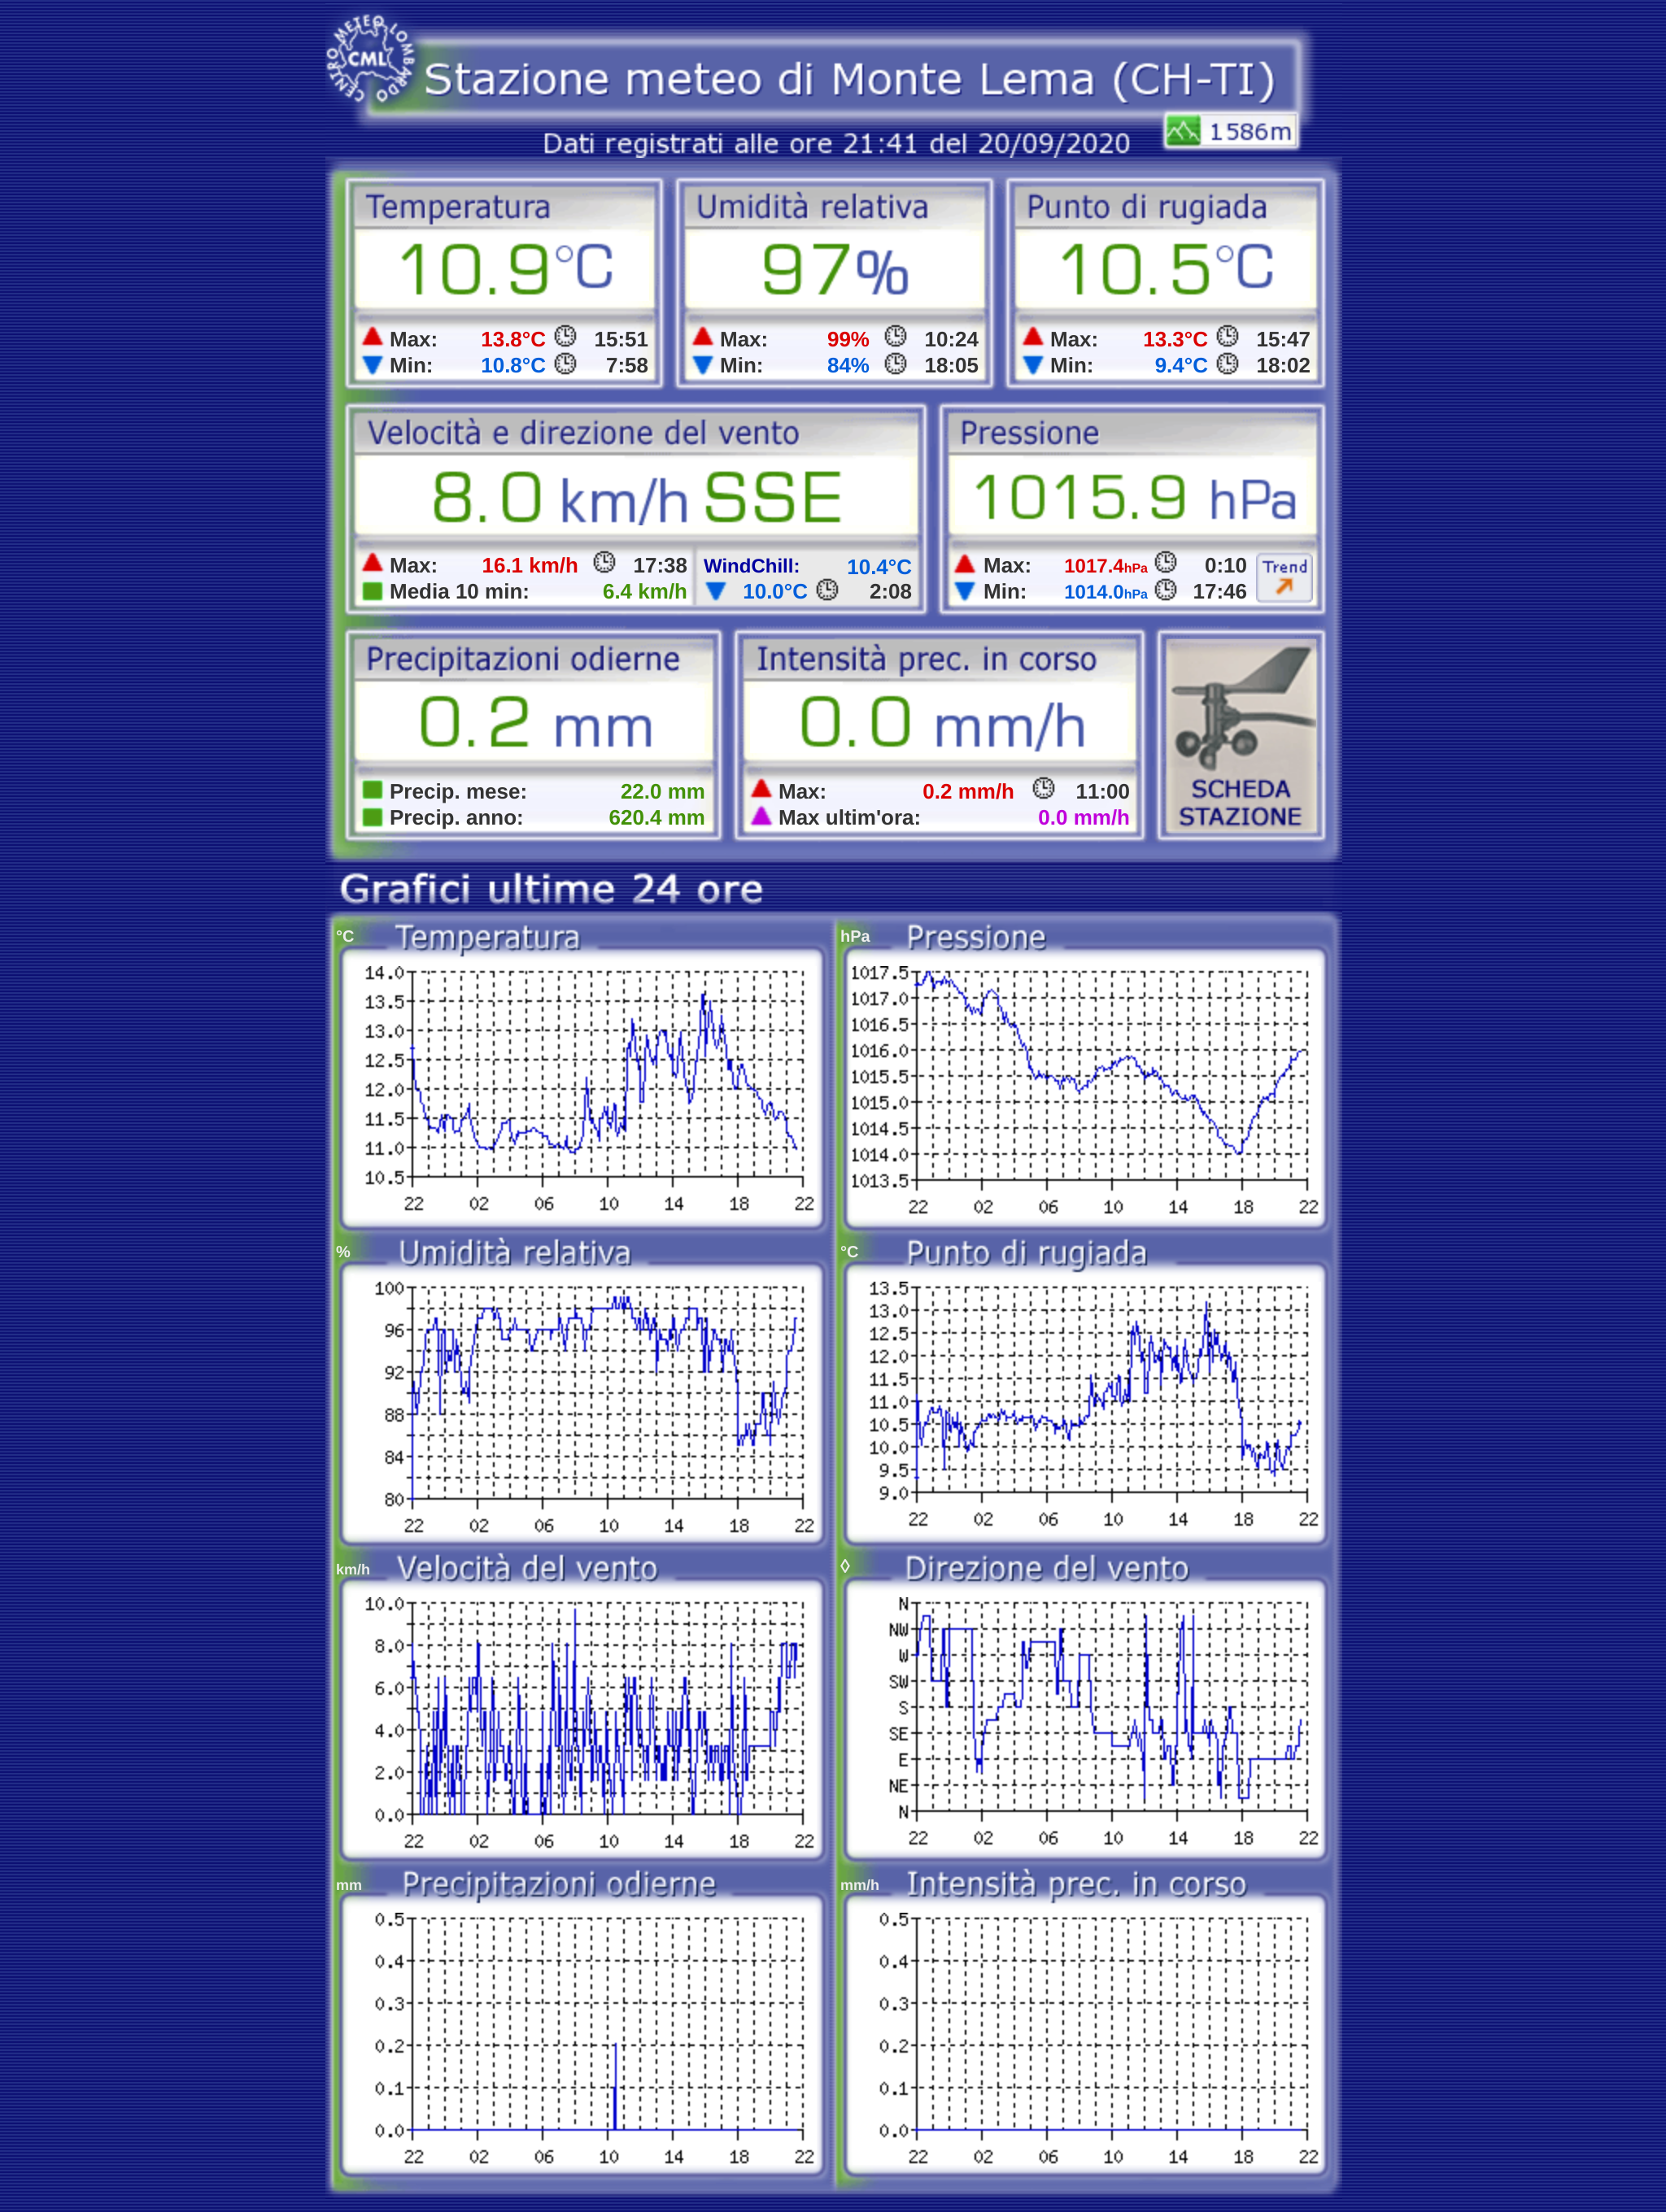 CENTRO METEO LOMBARDO
CML
Stazione meteo di Monte Lema (CH-TI)
Dati registrati alle ore 21:41 del 20/09/2020
1586m
Temperatura
10.9°C
Max: 13.8°C 15:51
Min: 10.8°C 7:58
Umidità relativa
97%
Max: 99% 10:24
Min: 84% 18:05
Punto di rugiada
10.5°C
Max: 13.3°C 15:47
Min: 9.4°C 18:02
Velocità e direzione del vento
8.0 km/h SSE
Max: 16.1 km/h 17:38
Media 10 min: 6.4 km/h
WindChill: 10.4°C
10.0°C 2:08
Pressione
1015.9 hPa
Max: 1017.4hPa 0:10
Min: 1014.0hPa 17:46
Trend
Precipitazioni odierne
0.2 mm
Precip. mese: 22.0 mm
Precip. anno: 620.4 mm
Intensità prec. in corso
0.0 mm/h
Max: 0.2 mm/h 11:00
Max ultim'ora: 0.0 mm/h
SCHEDA
STAZIONE
Grafici ultime 24 ore
°C Temperatura
14.0
13.5
13.0
12.5
12.0
11.5
11.0
10.5
22 02 06 10 14 18 22
hPa Pressione
1017.5
1017.0
1016.5
1016.0
1015.5
1015.0
1014.5
1014.0
1013.5
22 02 06 10 14 18 22
% Umidità relativa
100
96
92
88
84
80
22 02 06 10 14 18 22
°C Punto di rugiada
13.5
13.0
12.5
12.0
11.5
11.0
10.5
10.0
9.5
9.0
22 02 06 10 14 18 22
km/h Velocità del vento
10.0
8.0
6.0
4.0
2.0
0.0
22 02 06 10 14 18 22
◊ Direzione del vento
N
NW
W
SW
S
SE
E
NE
N
22 02 06 10 14 18 22
mm Precipitazioni odierne
0.5
0.4
0.3
0.2
0.1
0.0
22 02 06 10 14 18 22
mm/h Intensità prec. in corso
0.5
0.4
0.3
0.2
0.1
0.0
22 02 06 10 14 18 22